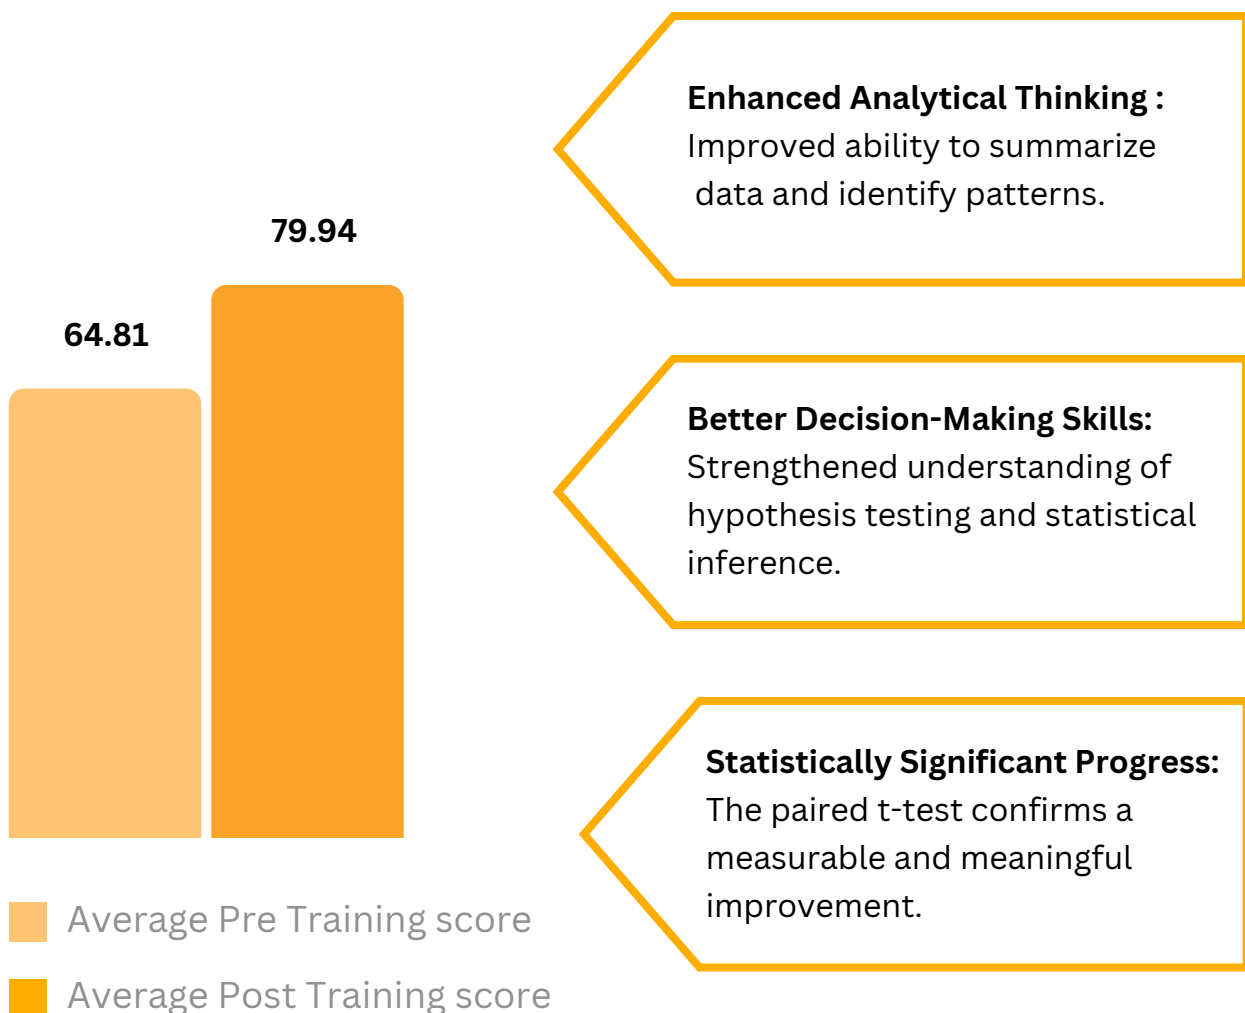 64.81
79.94
Average Pre Training score
Average Post Training score
Enhanced Analytical Thinking :
Improved ability to summarize
data and identify patterns.
Better Decision-Making Skills:
Strengthened understanding of
hypothesis testing and statistical
inference.
Statistically Significant Progress:
The paired t-test confirms a
measurable and meaningful
improvement.